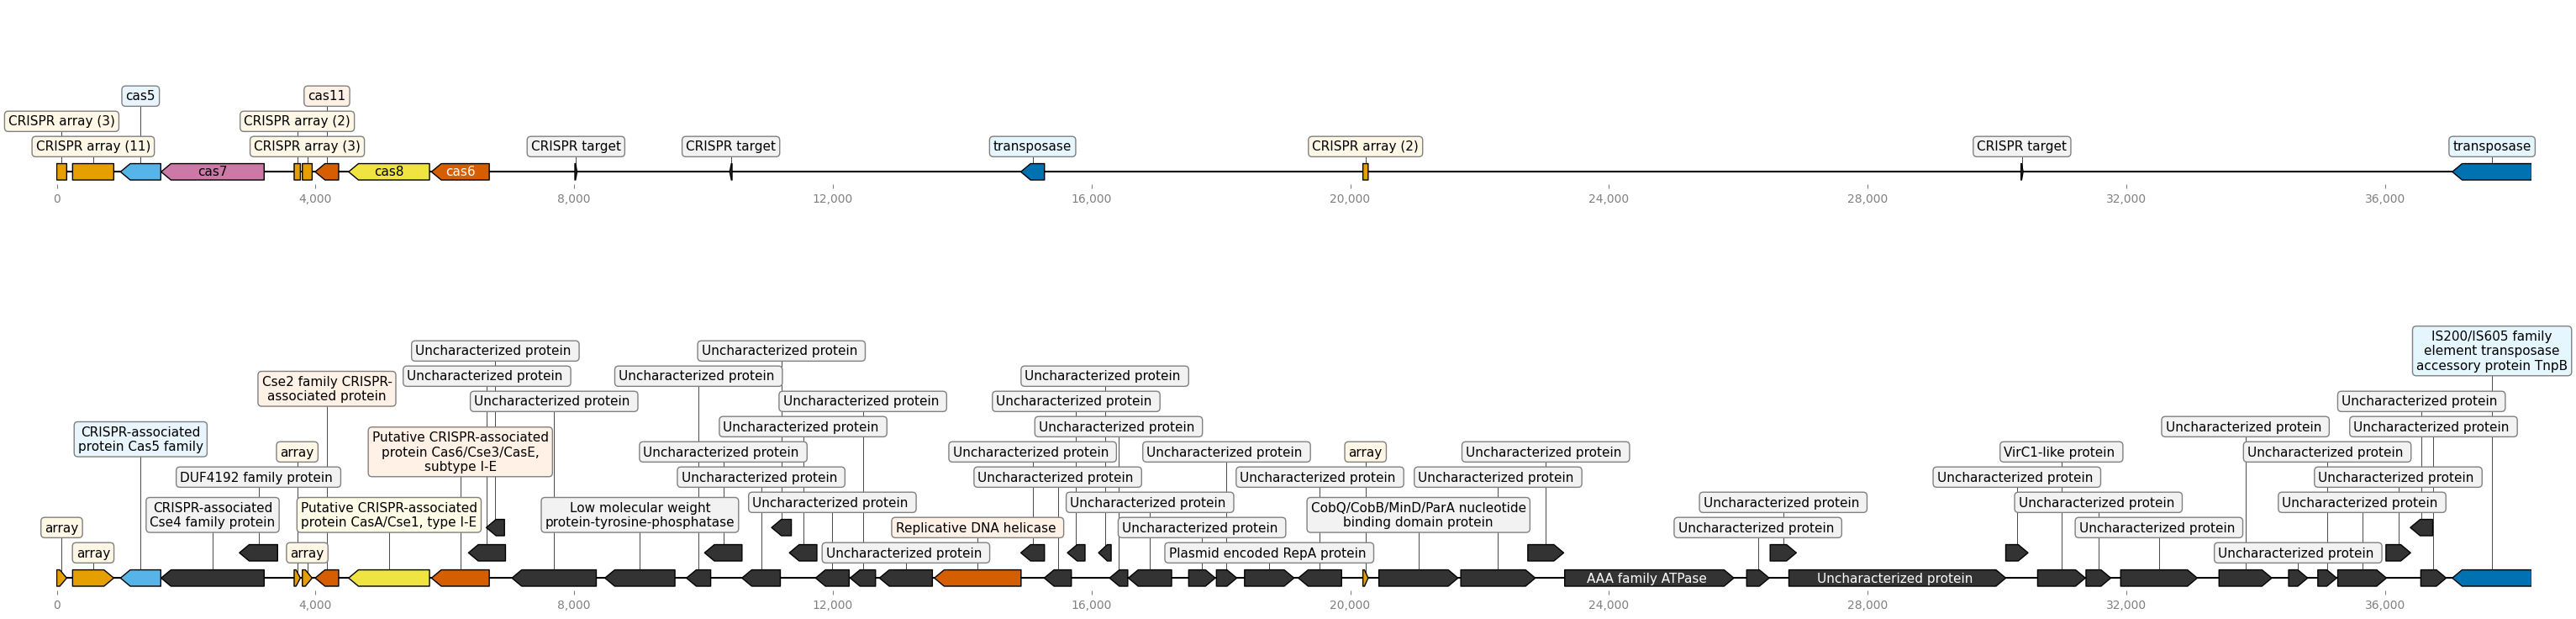 cas5
cas11
CRISPR array (3)
CRISPR array (2)
CRISPR array (11)
CRISPR array (3)
CRISPR target
CRISPR target
transposase
CRISPR array (2)
CRISPR target
transposase
cas7
cas8
cas6
0
4,000
8,000
12,000
16,000
20,000
24,000
28,000
32,000
36,000
IS200/IS605 family
element transposase
accessory protein TnpB
Uncharacterized protein
Uncharacterized protein
Cse2 family CRISPR-
associated protein
Uncharacterized protein
Uncharacterized protein
Uncharacterized protein
Uncharacterized protein
Uncharacterized protein
Uncharacterized protein
Uncharacterized protein
CRISPR-associated
protein Cas5 family
Uncharacterized protein
Uncharacterized protein
Uncharacterized protein
Uncharacterized protein
Putative CRISPR-associated
protein Cas6/Cse3/CasE,
subtype I-E
array
Uncharacterized protein
Uncharacterized protein
Uncharacterized protein
array
Uncharacterized protein
VirC1-like protein
Uncharacterized protein
DUF4192 family protein
Uncharacterized protein
Uncharacterized protein
Uncharacterized protein
Uncharacterized protein
Uncharacterized protein
Uncharacterized protein
CRISPR-associated
Cse4 family protein
Putative CRISPR-associated
protein CasA/Cse1, type I-E
Low molecular weight
protein-tyrosine-phosphatase
Uncharacterized protein
Uncharacterized protein
CobQ/CobB/MinD/ParA nucleotide
binding domain protein
Uncharacterized protein
Uncharacterized protein
Uncharacterized protein
array
Replicative DNA helicase
Uncharacterized protein
Uncharacterized protein
Uncharacterized protein
array
array
Uncharacterized protein
Plasmid encoded RepA protein
Uncharacterized protein
AAA family ATPase
Uncharacterized protein
0
4,000
8,000
12,000
16,000
20,000
24,000
28,000
32,000
36,000